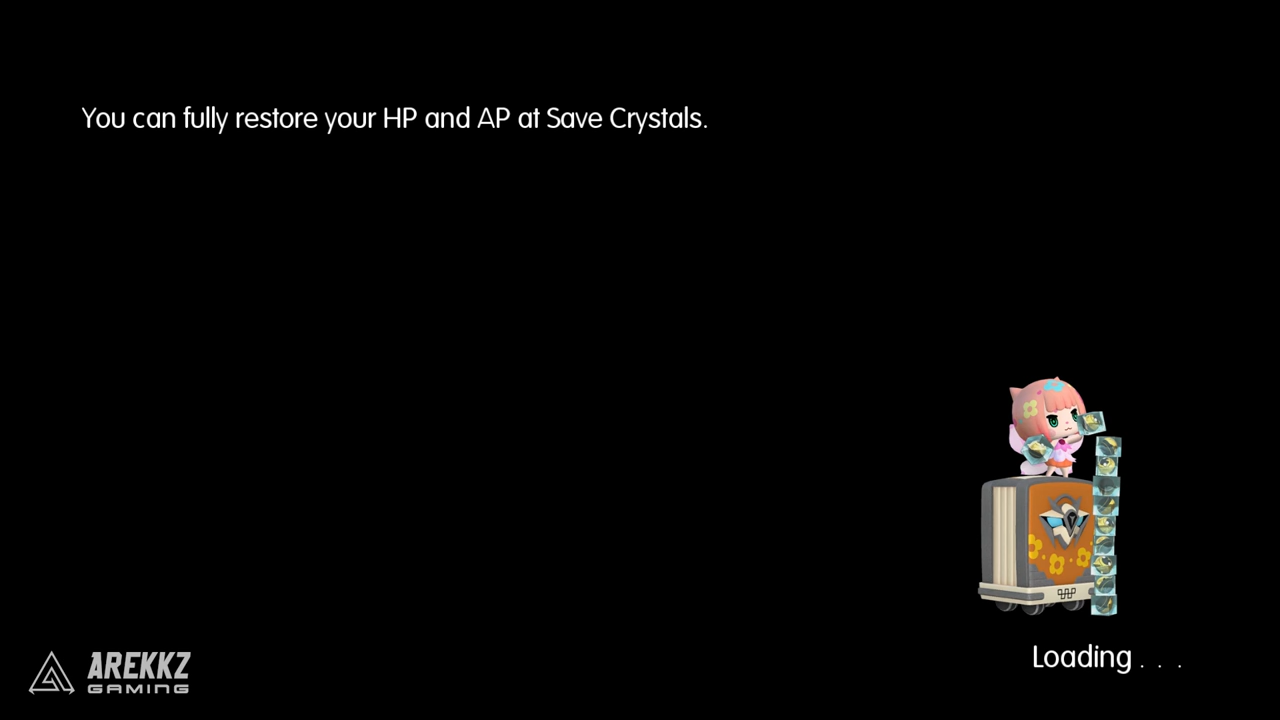 You can fully restore your HP and AP at Save Crystals.
Loading . . .
AREKKZ
GAMING